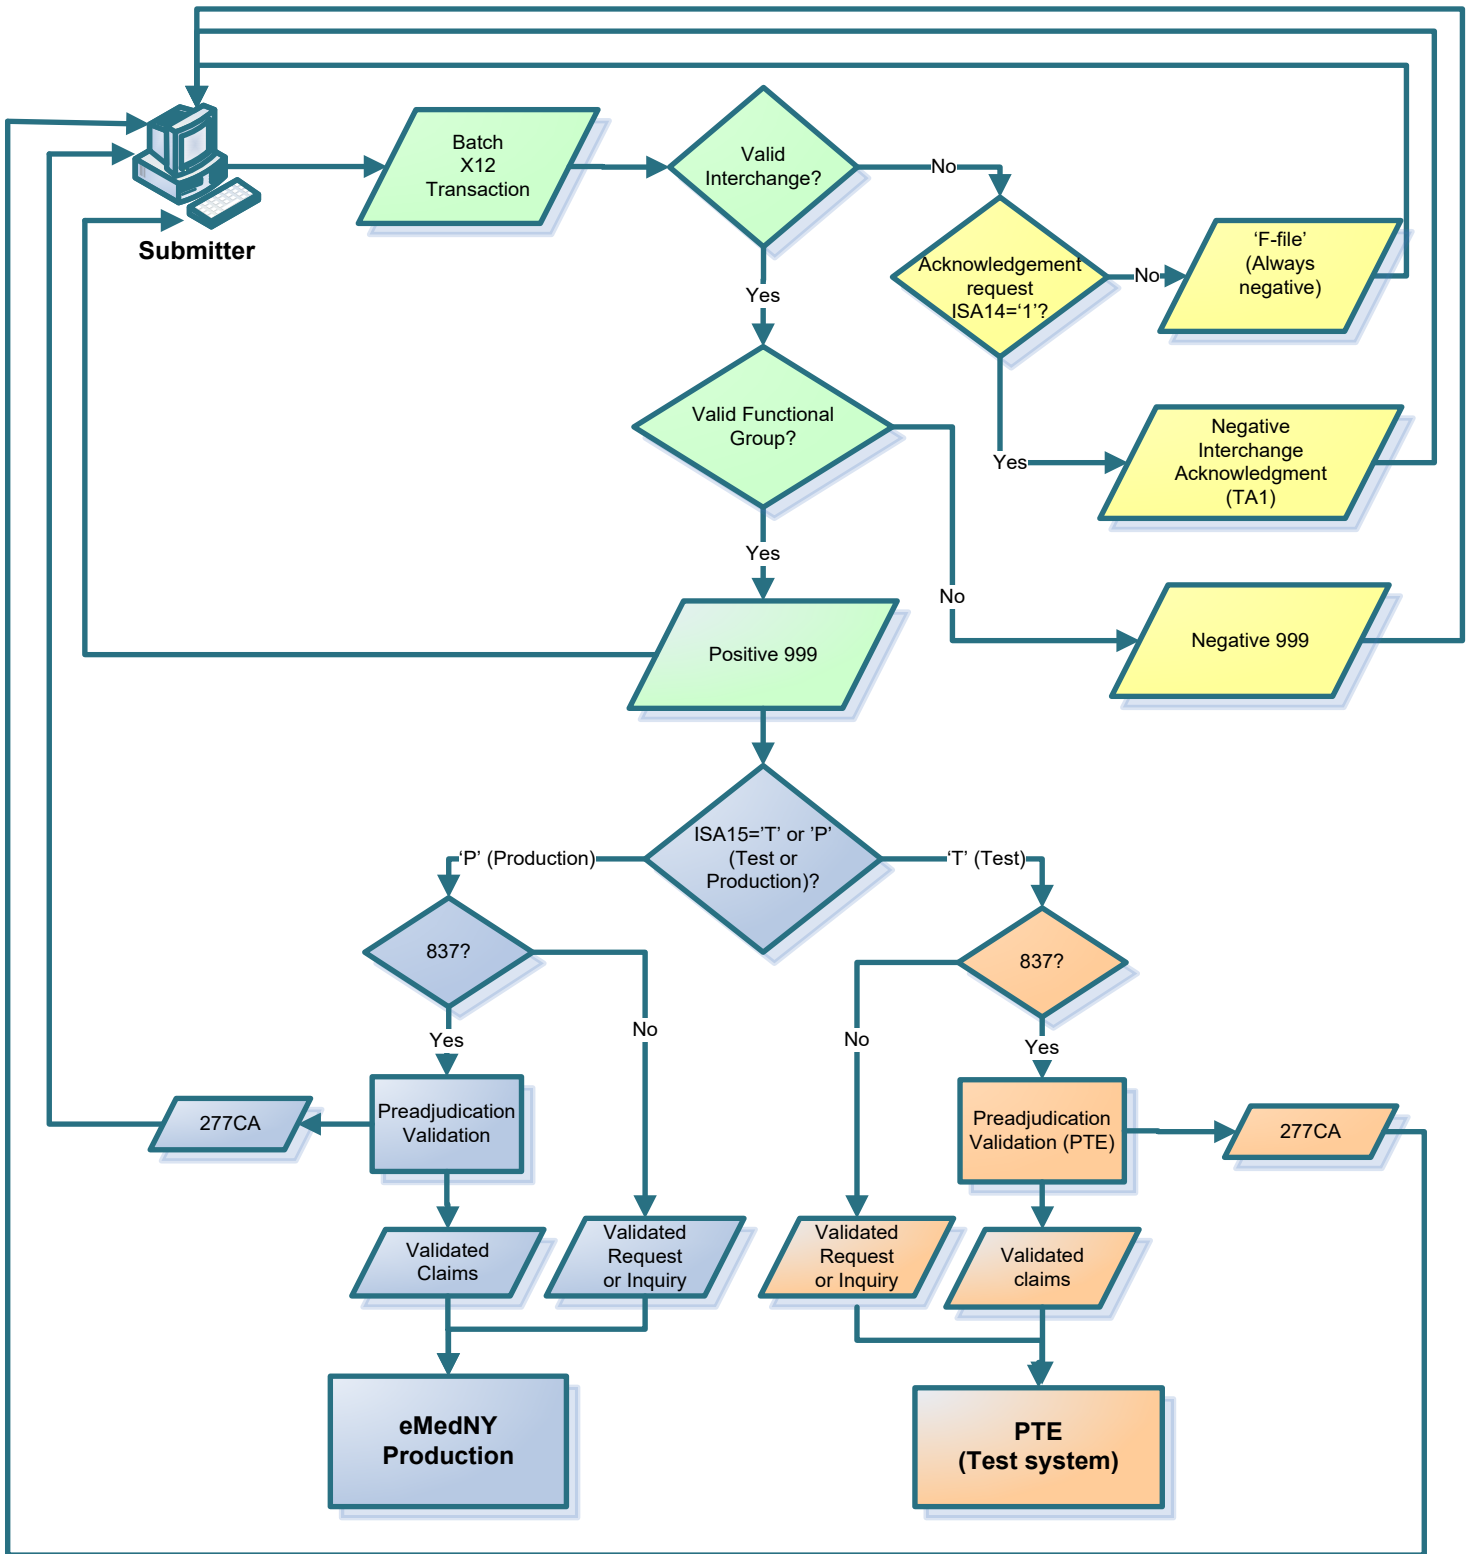 Submitter
Batch
X12
Transaction
Valid
Interchange?
No
Acknowledgement
request
ISA14=‘1’?
No
‘F-file’
(Always
negative)
Yes
Yes
Negative
Interchange
Acknowledgment
(TA1)
Valid Functional
Group?
No
Yes
Negative 999
Positive 999
ISA15=’T’ or ’P’
(Test or
Production)?
‘P’ (Production)
‘T’ (Test)
837?
837?
No
Yes
No
Yes
277CA
Preadjudication
Validation
Preadjudication
Validation (PTE)
277CA
Validated
Claims
Validated
Request
or Inquiry
Validated
Request
or Inquiry
Validated
claims
eMedNY
Production
PTE
(Test system)